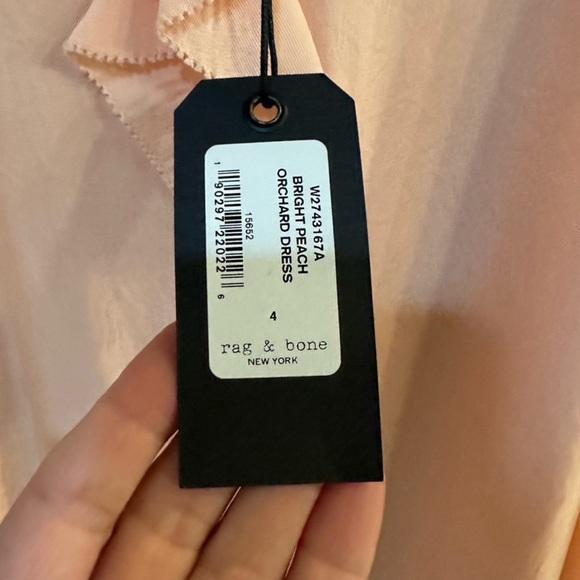 W2743167A
BRIGHT PEACH
ORCHARD DRESS
15652
1 90297 22022 6
4
rag & bone
NEW YORK